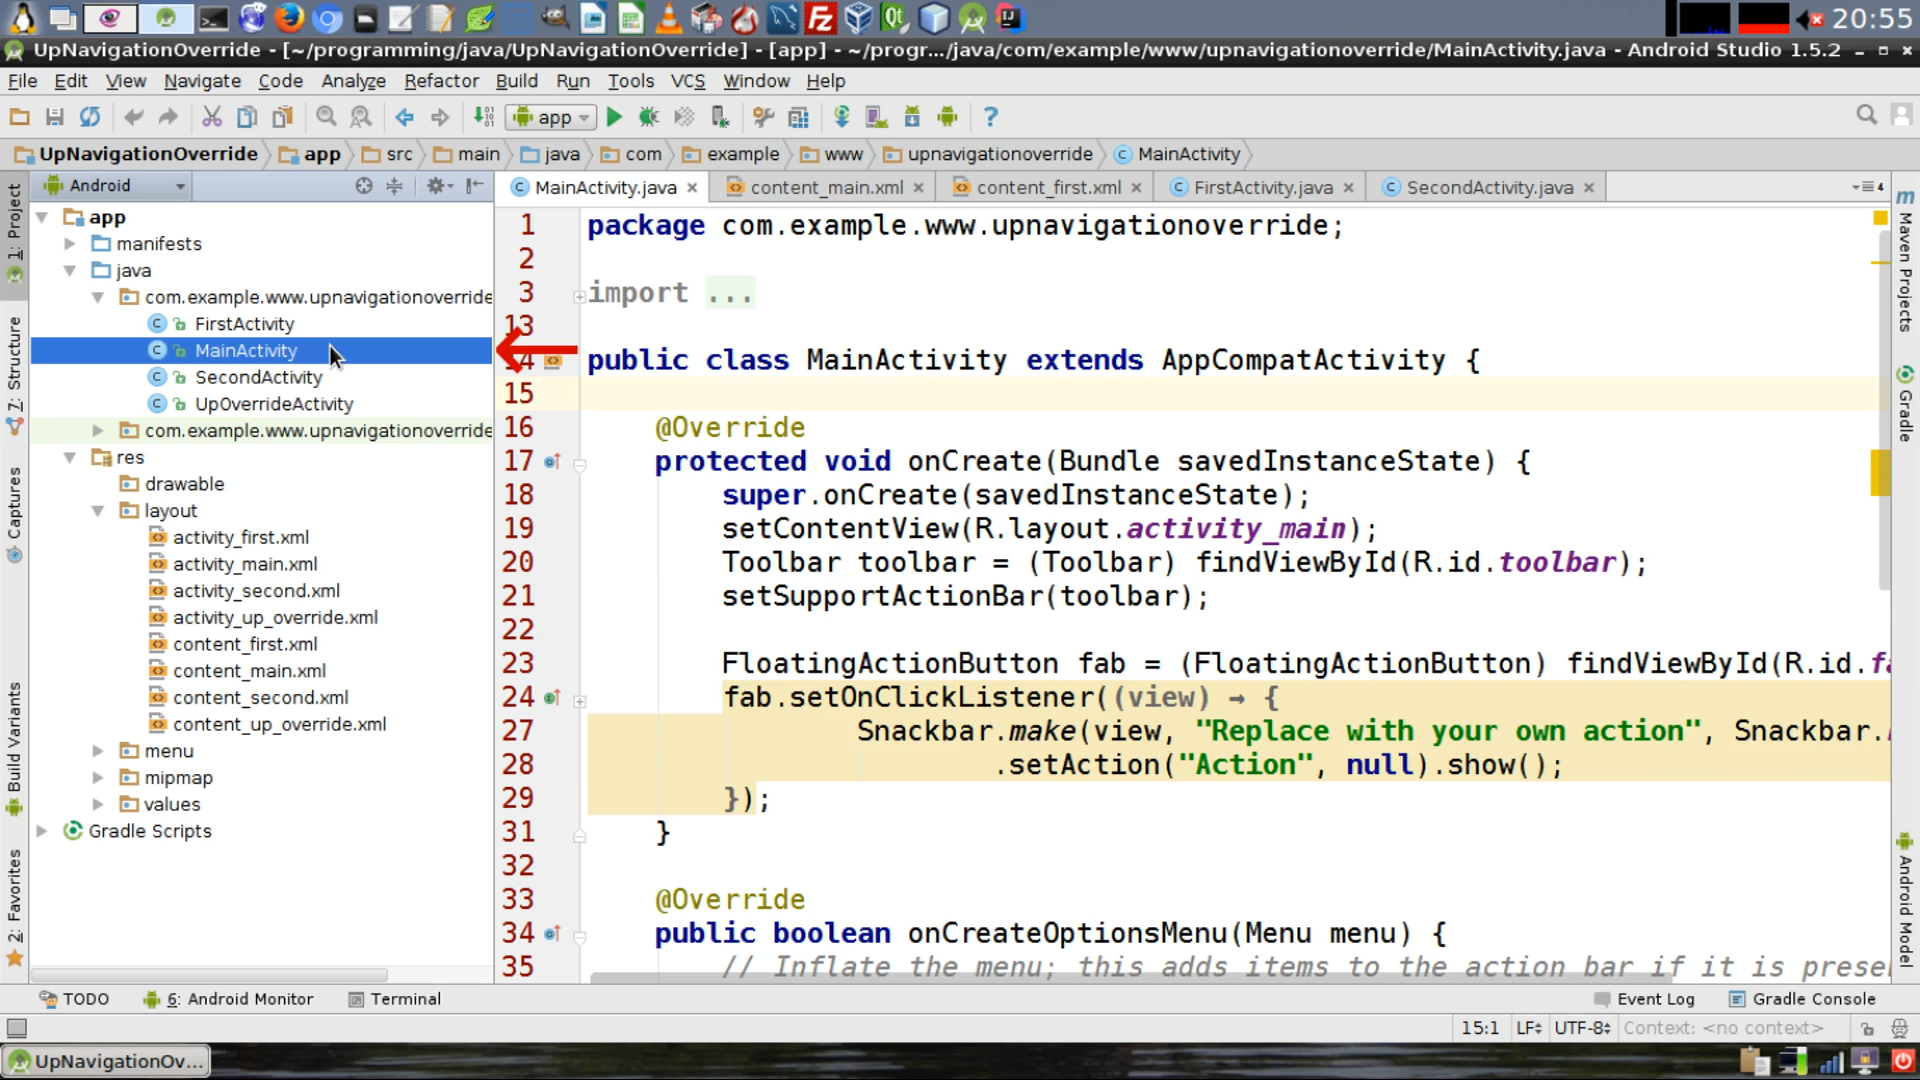 20:55
UpNavigationOverride - [~/programming/java/UpNavigationOverride] - [app] - ~/progr.../java/com/example/www/upnavigationoverride/MainActivity.java - Android Studio 1.5.2
File Edit View Navigate Code Analyze Refactor Build Run Tools VCS Window Help
app
UpNavigationOverride app src main java com example www upnavigationoverride MainActivity
Android
MainActivity.java content_main.xml content_first.xml FirstActivity.java SecondActivity.java
4
1: Project
7: Structure
Captures
Build Variants
2: Favorites
app
manifests
java
com.example.www.upnavigationoverride
FirstActivity
MainActivity
SecondActivity
UpOverrideActivity
com.example.www.upnavigationoverride
res
drawable
layout
activity_first.xml
activity_main.xml
activity_second.xml
activity_up_override.xml
content_first.xml
content_main.xml
content_second.xml
content_up_override.xml
menu
mipmap
values
Gradle Scripts
1 package com.example.www.upnavigationoverride;
2
3 import ...
13
14 public class MainActivity extends AppCompatActivity {
15
16 @Override
17 protected void onCreate(Bundle savedInstanceState) {
18 super.onCreate(savedInstanceState);
19 setContentView(R.layout.activity_main);
20 Toolbar toolbar = (Toolbar) findViewById(R.id.toolbar);
21 setSupportActionBar(toolbar);
22
23 FloatingActionButton fab = (FloatingActionButton) findViewById(R.id.fa
24 fab.setOnClickListener((view) → {
27 Snackbar.make(view, "Replace with your own action", Snackbar.
28 .setAction("Action", null).show();
29 });
31 }
32
33 @Override
34 public boolean onCreateOptionsMenu(Menu menu) {
35 // Inflate the menu; this adds items to the action bar if it is prese
Maven Projects
Gradle
Android Model
TODO 6: Android Monitor Terminal Event Log Gradle Console
15:1 LF UTF-8 Context: <no context>
UpNavigationOv...